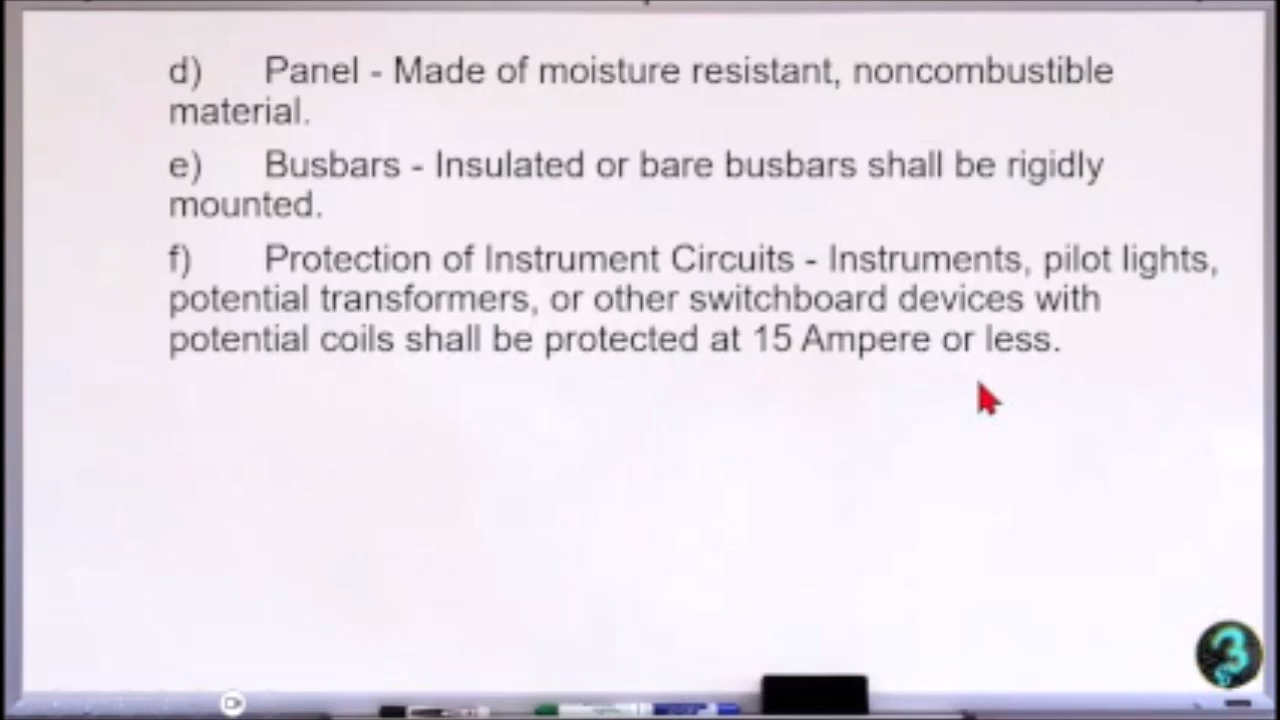 d) Panel - Made of moisture resistant, noncombustible
material.
e) Busbars - Insulated or bare busbars shall be rigidly
mounted.
f) Protection of Instrument Circuits - Instruments, pilot lights,
potential transformers, or other switchboard devices with
potential coils shall be protected at 15 Ampere or less.
3